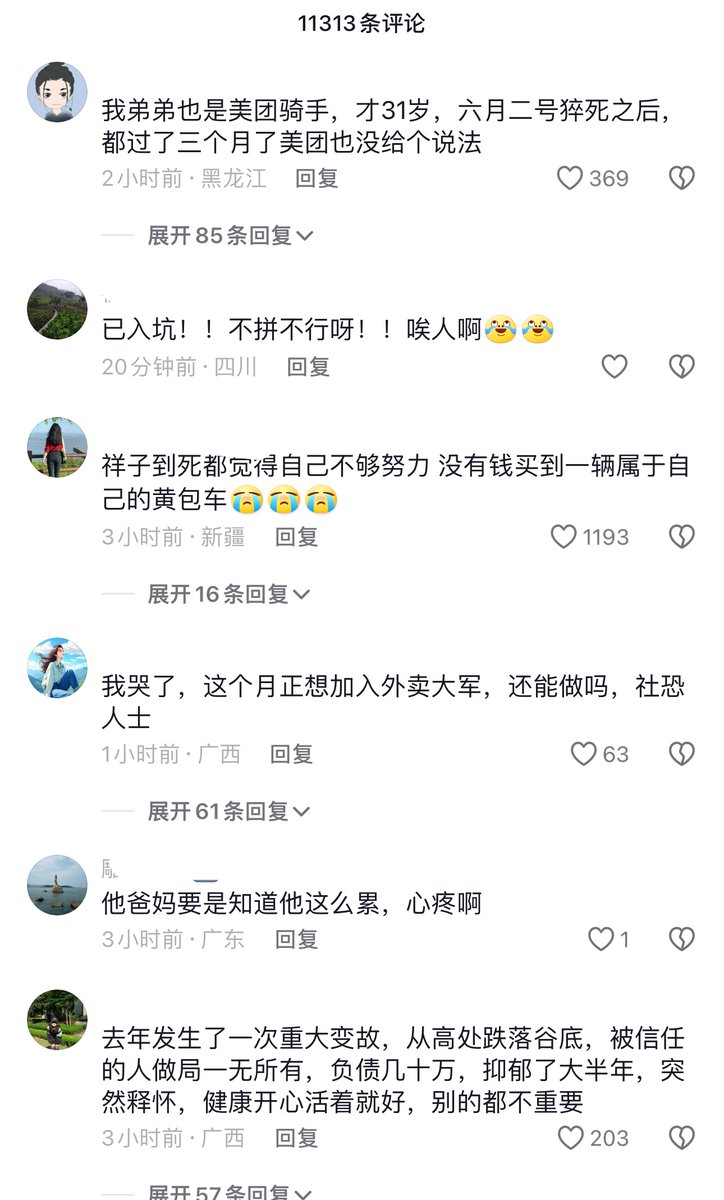 11313条评论
我弟弟也是美团骑手，才31岁，六月二号猝死之后，
都过了三个月了美团也没给个说法
2小时前·黑龙江 回复 369
展开85条回复
已入坑！！不拼不行呀！！唉人啊
20分钟前·四川 回复
祥子到死都觉得自己不够努力 没有钱买到一辆属于自
己的黄包车
3小时前·新疆 回复 1193
展开16条回复
我哭了，这个月正想加入外卖大军，还能做吗，社恐
人士
1小时前·广西 回复 63
展开61条回复
他爸妈要是知道他这么累，心疼啊
3小时前·广东 回复 1
去年发生了一次重大变故，从高处跌落谷底，被信任
的人做局一无所有，负债几十万，抑郁了大半年，突
然释怀，健康开心活着就好，别的都不重要
3小时前·广西 回复 203
展开57条回复